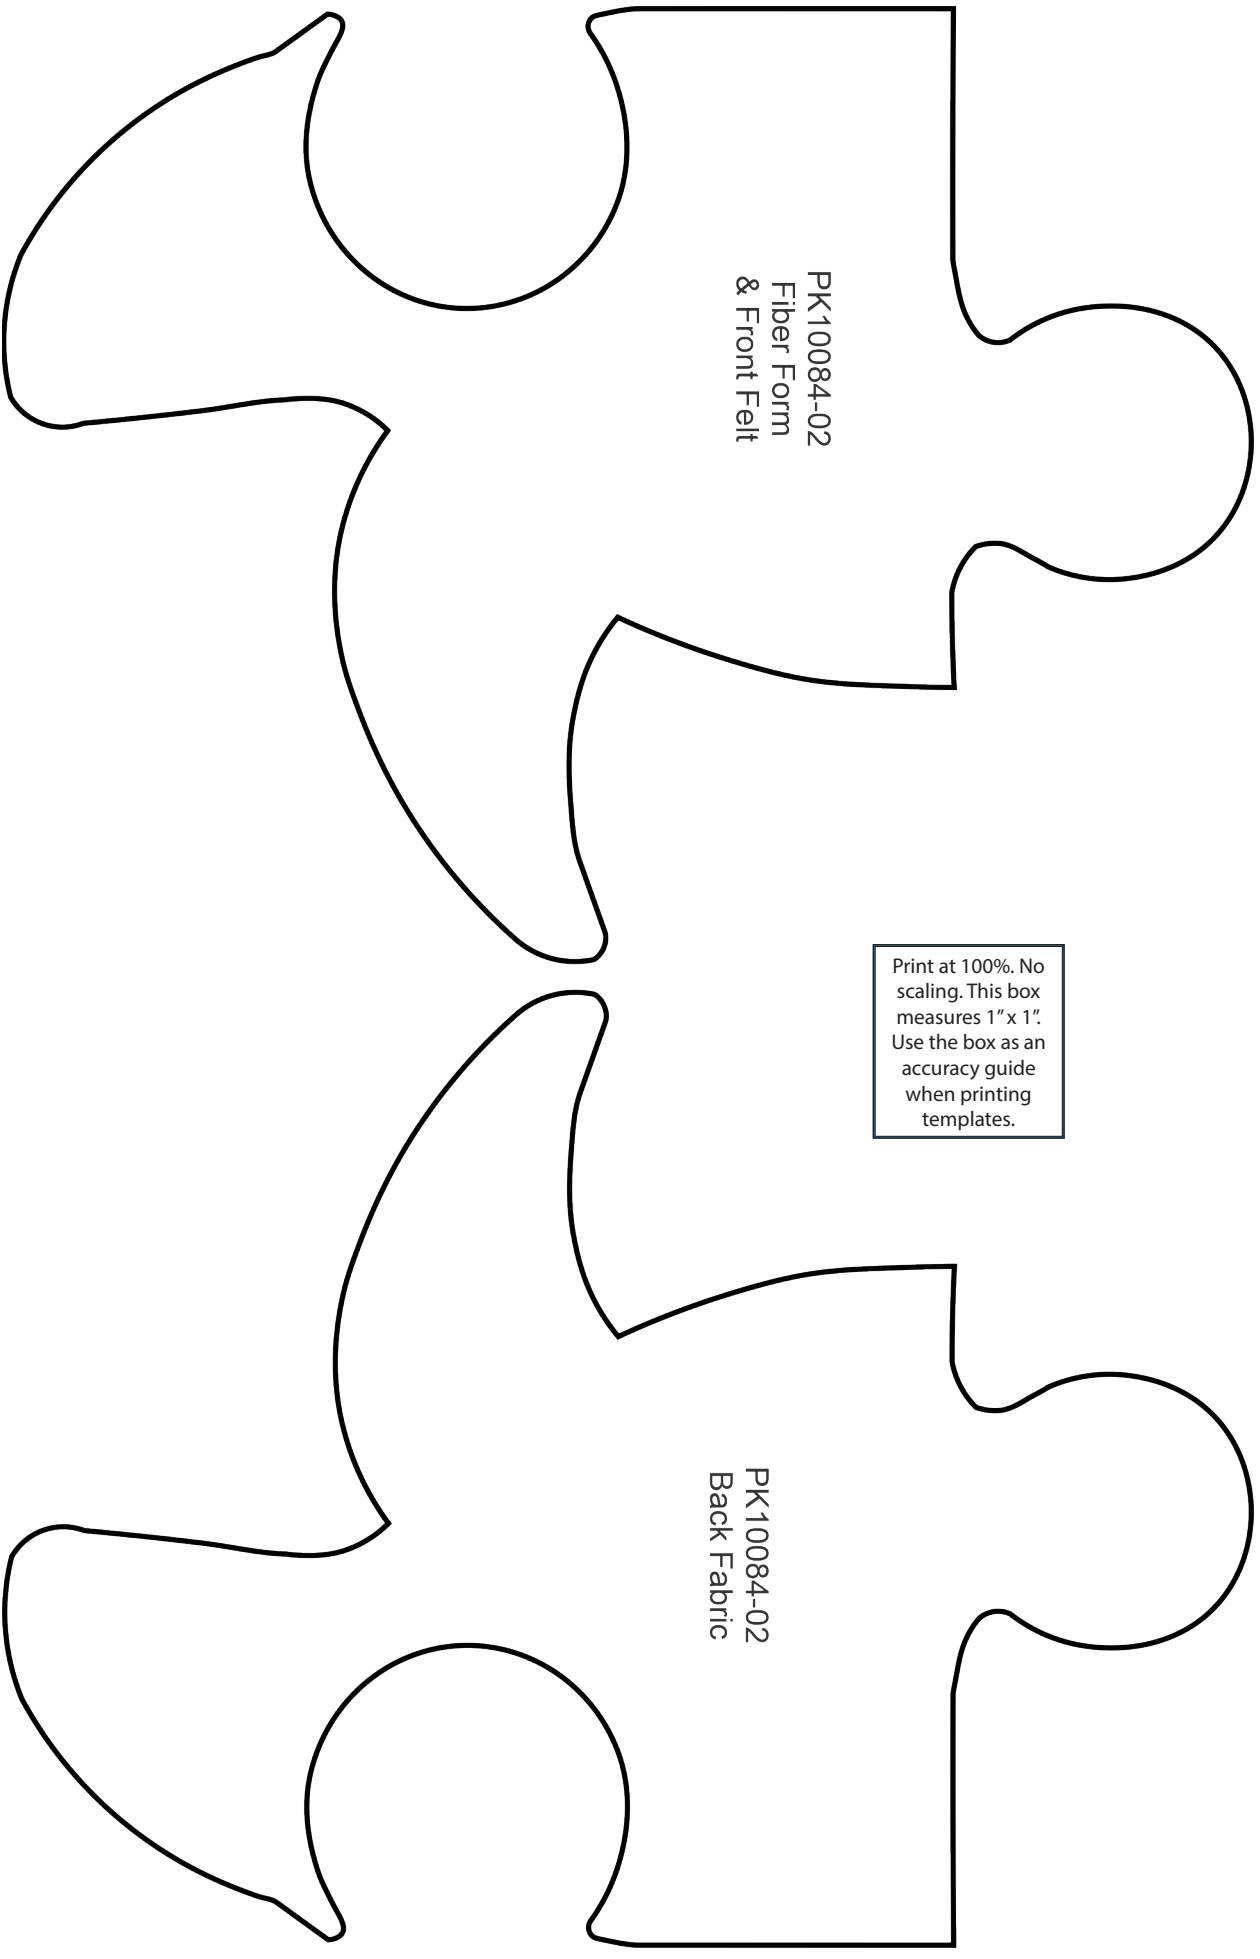 PK10084-02
Fiber Form
& Front Felt
Print at 100%. No
scaling. This box
measures 1” x 1”.
Use the box as an
accuracy guide
when printing
templates.
PK10084-02
Back Fabric